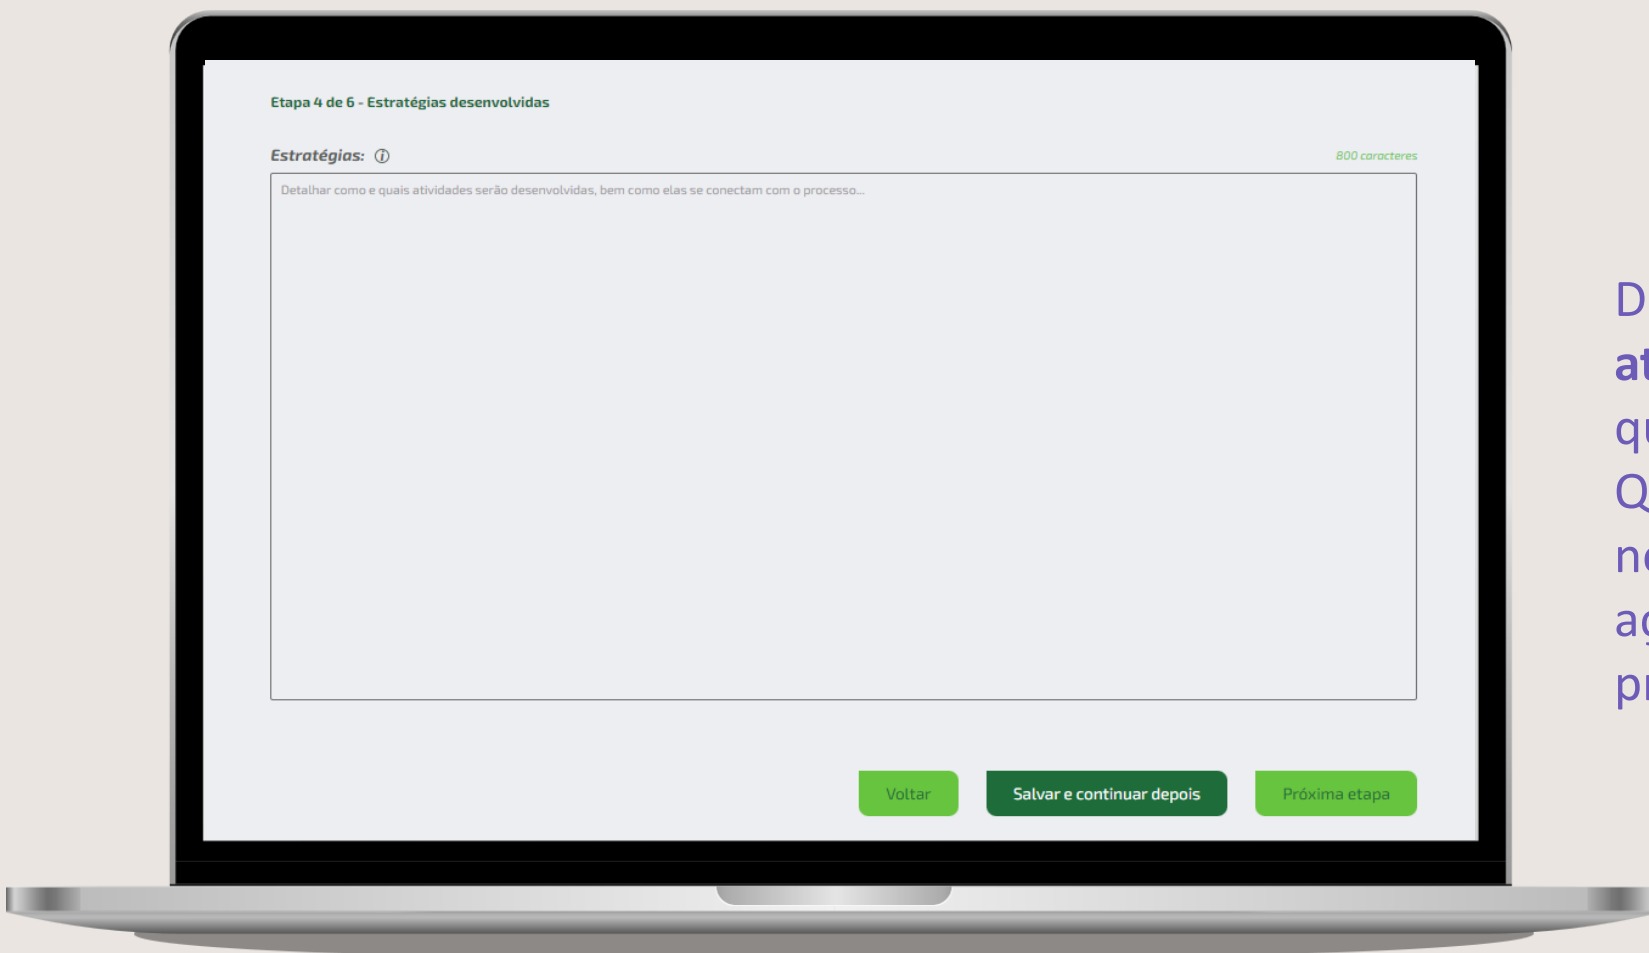 Etapa 4 de 6 - Estratégias desenvolvidas
Estratégias:
800 caracteres
Detalhar como e quais atividades serão desenvolvidas, bem como elas se conectam com o processo...
Voltar
Salvar e continuar depois
Próxima etapa